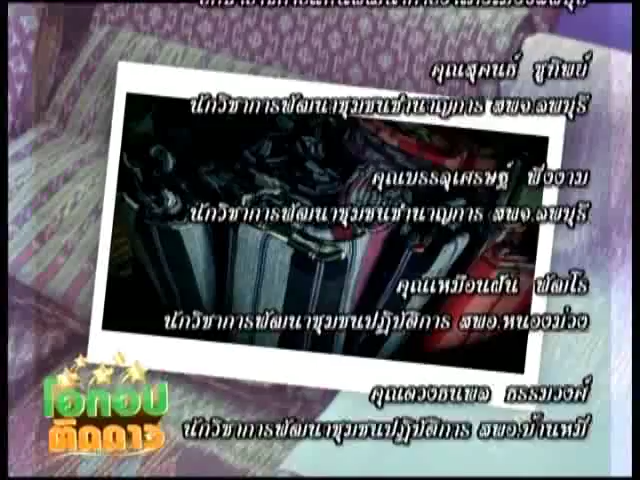 คุณสุคนธ์ ชูทิพย์
นักวิชาการพัฒนาชุมชนชำนาญการ สพจ.ลพบุรี
คุณบรรลุเศรษฐ์ พึ่งงาม
นักวิชาการพัฒนาชุมชนชำนาญการ สพจ.ลพบุรี
คุณเหมือนฝัน พัฒโร
นักวิชาการพัฒนาชุมชนปฏิบัติการ สพอ.หนองม่วง
คุณดวงธนพล ธรรมวงศ์
นักวิชาการพัฒนาชุมชนปฏิบัติการ สพอ.บ้านหมี่
โอทอป
ติดดาว